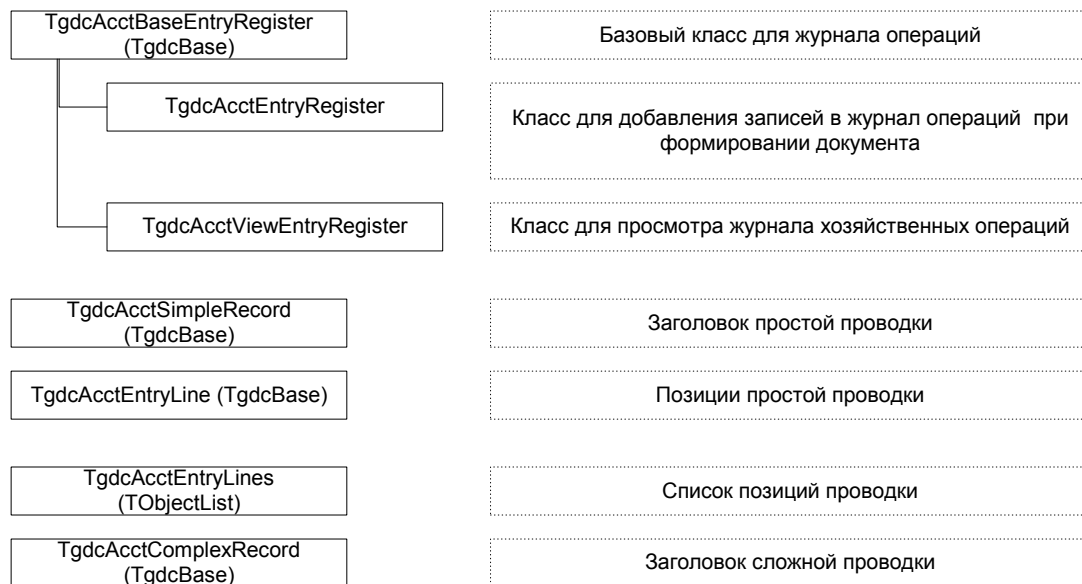 TgdcAcctBaseEntryRegister
(TgdcBase)
Базовый класс для журнала операций
TgdcAcctEntryRegister
Класс для добавления записей в журнал операций при
формировании документа
TgdcAcctViewEntryRegister
Класс для просмотра журнала хозяйственных операций
TgdcAcctSimpleRecord
(TgdcBase)
Заголовок простой проводки
TgdcAcctEntryLine (TgdcBase)
Позиции простой проводки
TgdcAcctEntryLines
(TObjectList)
Список позиций проводки
TgdcAcctComplexRecord
(TgdcBase)
Заголовок сложной проводки